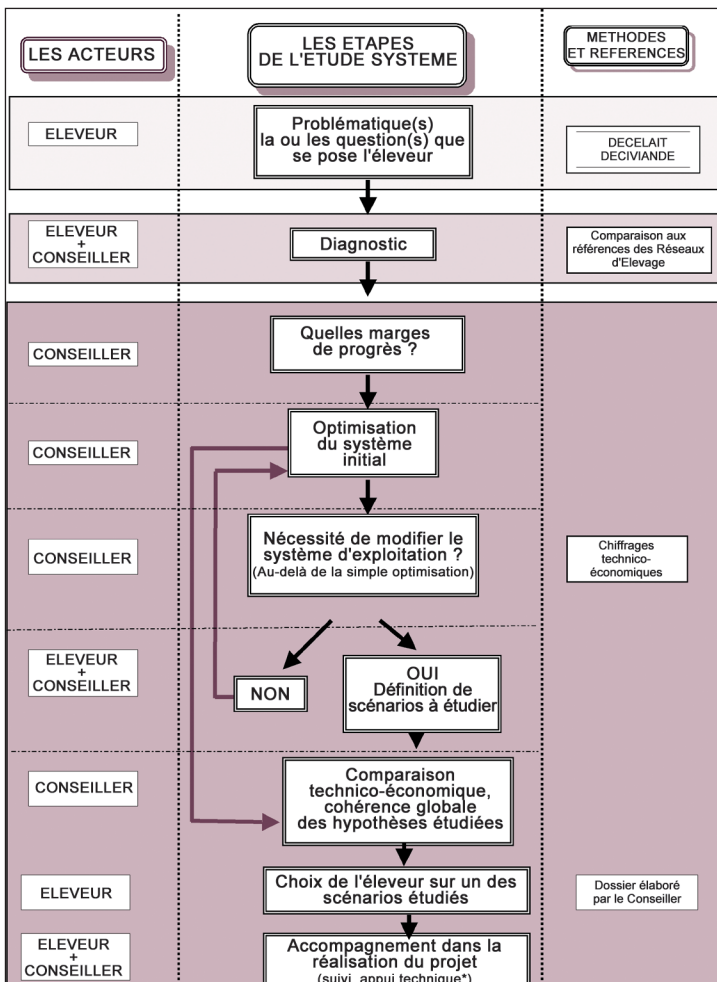 LES ACTEURS
LES ETAPES
DE L'ETUDE SYSTEME
METHODES
ET REFERENCES
ELEVEUR
Problématique(s)
la ou les question(s) que
se pose l'éleveur
DECELAIT
DECIVIANDE
ELEVEUR
+
CONSEILLER
Diagnostic
Comparaison aux
références des Réseaux
d'Elevage
CONSEILLER
Quelles marges
de progrès ?
CONSEILLER
Optimisation
du système
initial
CONSEILLER
Nécessité de modifier le
système d'exploitation ?
(Au-delà de la simple optimisation)
Chiffrages
technico-
économiques
ELEVEUR
+
CONSEILLER
NON
OUI
Définition de
scénarios à étudier
CONSEILLER
Comparaison
technico-économique,
cohérence globale
des hypothèses étudiées
ELEVEUR
Choix de l'éleveur sur un des
scénarios étudiés
Dossier élaboré
par le Conseiller
ELEVEUR
+
CONSEILLER
Accompagnement dans la
réalisation du projet
(suivi, appui technique*)